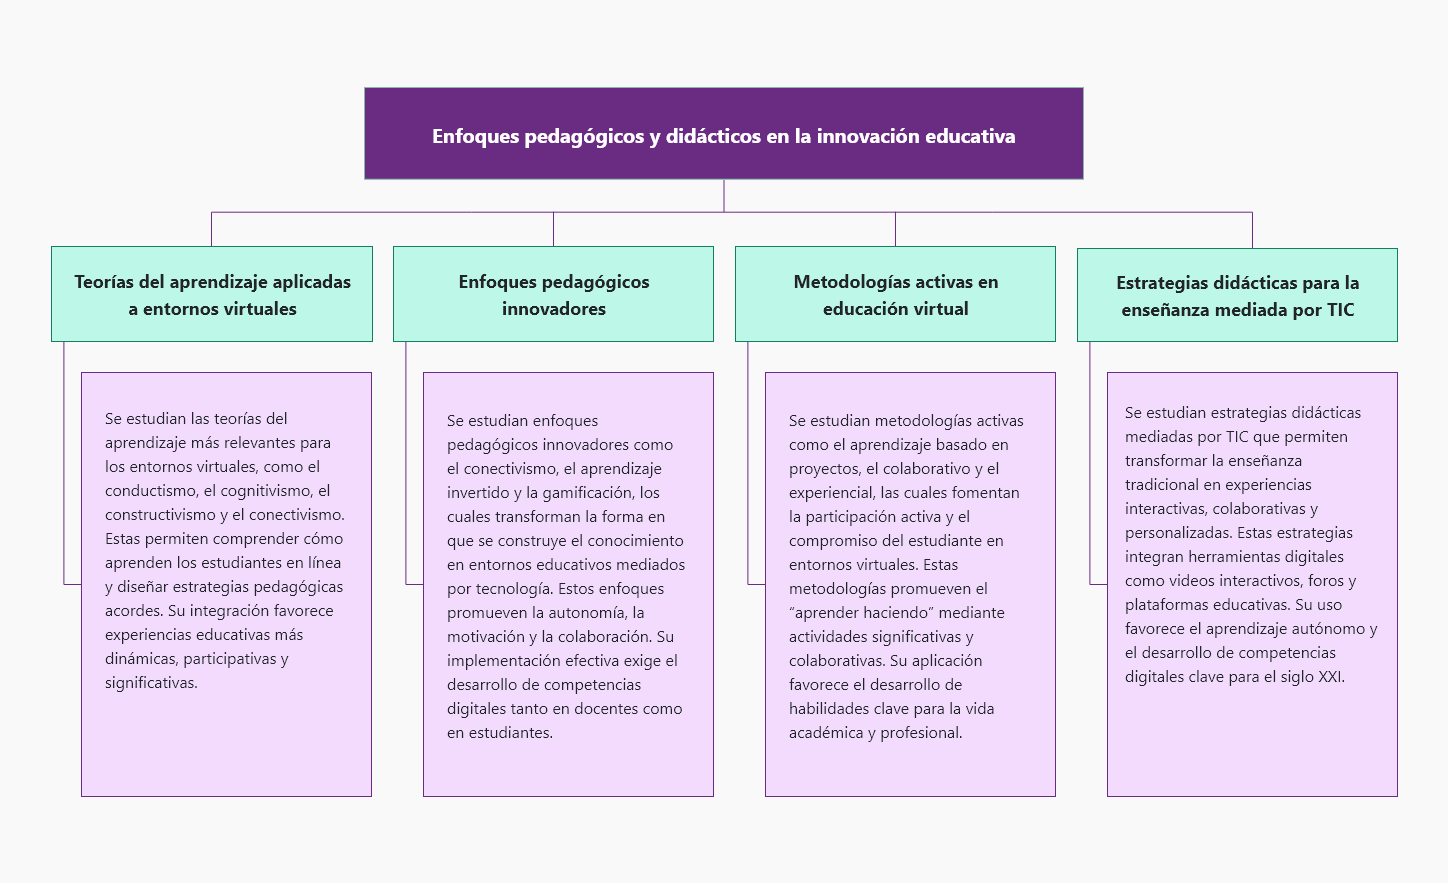 Enfoques pedagógicos y didácticos en la innovación educativa
Teorías del aprendizaje aplicadas
a entornos virtuales
Se estudian las teorías del
aprendizaje más relevantes para
los entornos virtuales, como el
conductismo, el cognitivismo, el
constructivismo y el conectivismo.
Estas permiten comprender cómo
aprenden los estudiantes en línea
y diseñar estrategias pedagógicas
acordes. Su integración favorece
experiencias educativas más
dinámicas, participativas y
significativas.
Enfoques pedagógicos
innovadores
Se estudian enfoques
pedagógicos innovadores como
el conectivismo, el aprendizaje
invertido y la gamificación, los
cuales transforman la forma en
que se construye el conocimiento
en entornos educativos mediados
por tecnología. Estos enfoques
promueven la autonomía, la
motivación y la colaboración. Su
implementación efectiva exige el
desarrollo de competencias
digitales tanto en docentes como
en estudiantes.
Metodologías activas en
educación virtual
Se estudian metodologías activas
como el aprendizaje basado en
proyectos, el colaborativo y el
experiencial, las cuales fomentan
la participación activa y el
compromiso del estudiante en
entornos virtuales. Estas
metodologías promueven el
“aprender haciendo” mediante
actividades significativas y
colaborativas. Su aplicación
favorece el desarrollo de
habilidades clave para la vida
académica y profesional.
Estrategias didácticas para la
enseñanza mediada por TIC
Se estudian estrategias didácticas
mediadas por TIC que permiten
transformar la enseñanza
tradicional en experiencias
interactivas, colaborativas y
personalizadas. Estas estrategias
integran herramientas digitales
como videos interactivos, foros y
plataformas educativas. Su uso
favorece el aprendizaje autónomo y
el desarrollo de competencias
digitales clave para el siglo XXI.